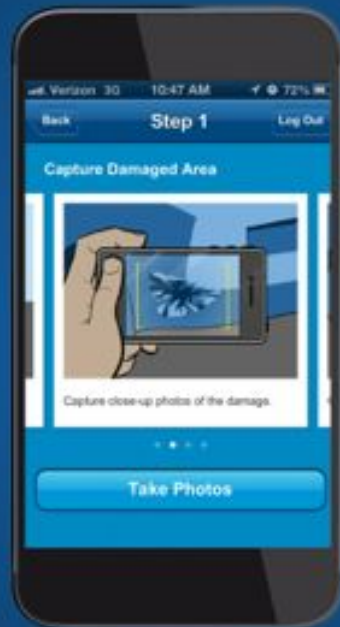 Verizon 3G 10:47 AM 72%
Back Step 1 Log Out
Capture Damaged Area
Capture close-up photos of the damage.
Take Photos